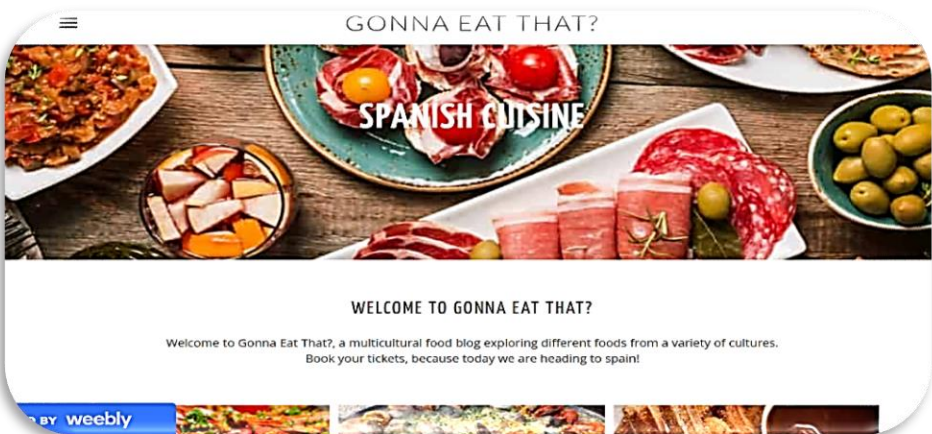 GONNA EAT THAT?
SPANISH CUISINE
WELCOME TO GONNA EAT THAT?
Welcome to Gonna Eat That?, a multicultural food blog exploring different foods from a variety of cultures.
Book your tickets, because today we are heading to spain!
BY weebly